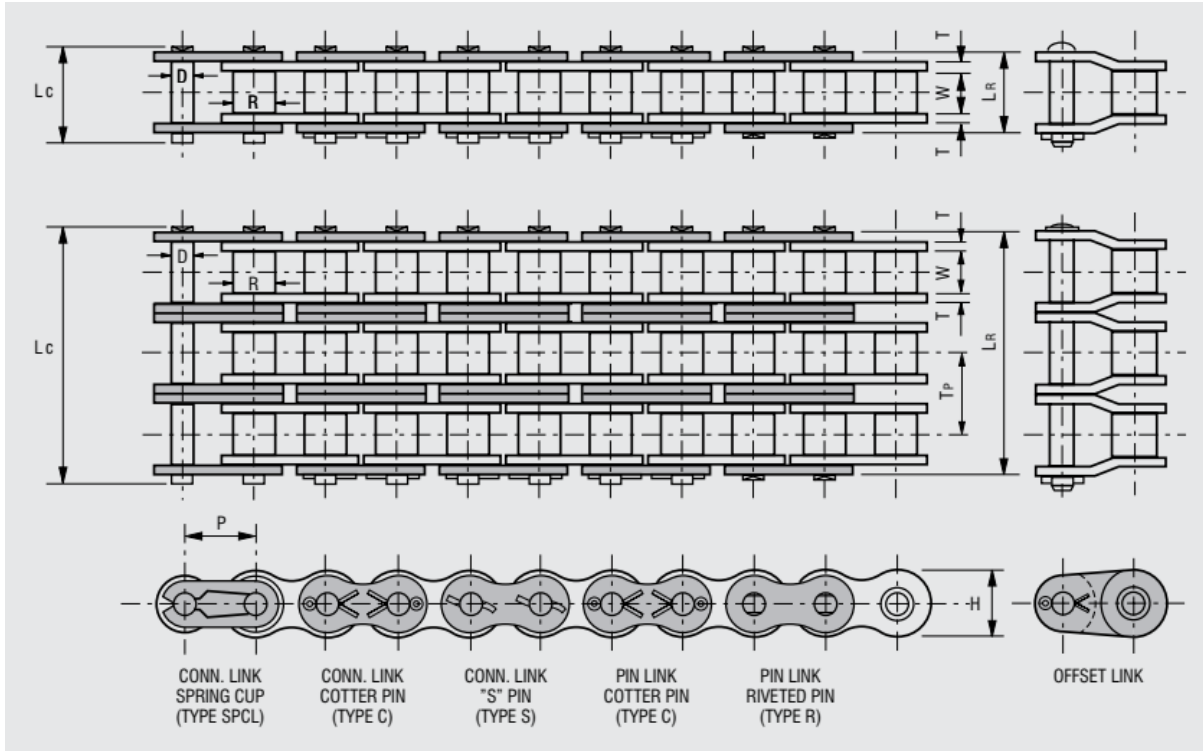 T
D
Lc
R
W
LR
T
T
D
R
W
T
Lc
LR
TP
P
H
CONN. LINK
SPRING CUP
(TYPE SPCL)
CONN. LINK
COTTER PIN
(TYPE C)
CONN. LINK
"S" PIN
(TYPE S)
PIN LINK
COTTER PIN
(TYPE C)
PIN LINK
RIVETED PIN
(TYPE R)
OFFSET LINK